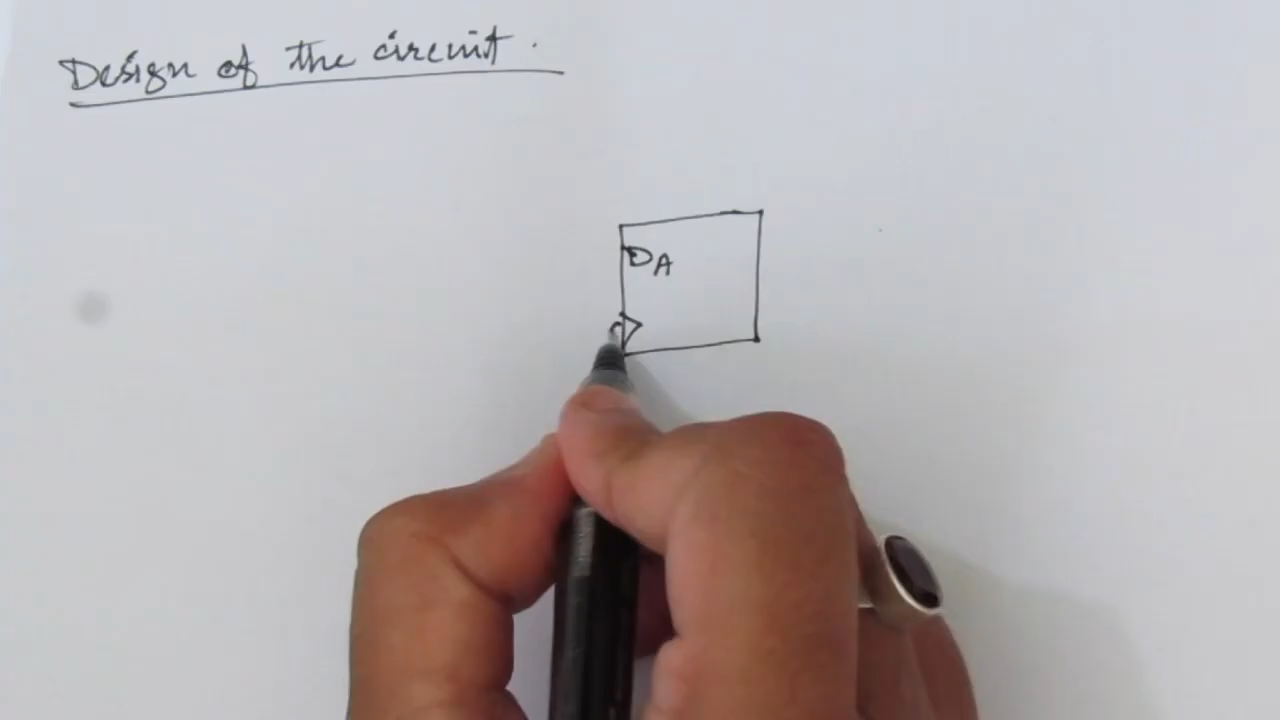 Design of the circuit.
DA